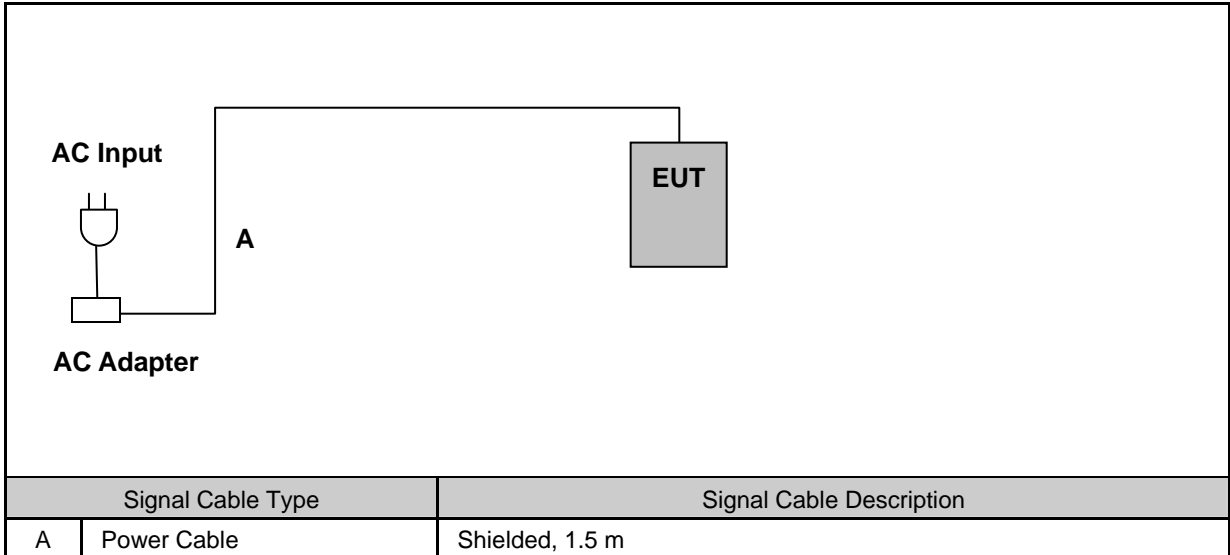 AC Input
EUT
A
AC Adapter
Signal Cable Type Signal Cable Description
A Power Cable Shielded, 1.5 m